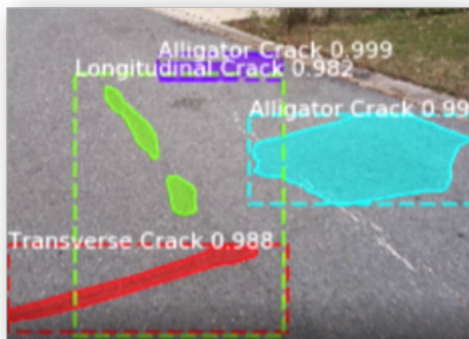 Alligator Crack 0.999
Longitudinal Crack 0.982
Alligator Crack 0.99
Transverse Crack 0.988